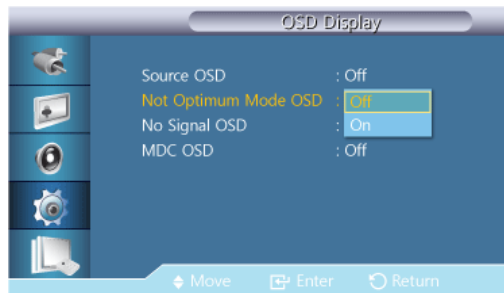 OSD Display
Source OSD : Off
Not Optimum Mode OSD : Off
No Signal OSD : On
MDC OSD : Off
Move Enter Return